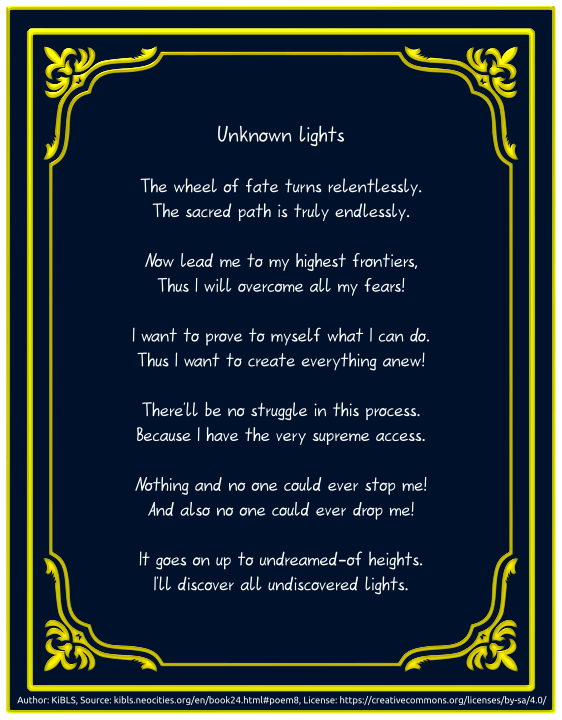 Unknown lights
The wheel of fate turns relentlessly.
The sacred path is truly endlessly.
Now lead me to my highest frontiers,
Thus I will overcome all my fears!
I want to prove to myself what I can do.
Thus I want to create everything anew!
There'll be no struggle in this process.
Because I have the very supreme access.
Nothing and no one could ever stop me!
And also no one could ever drop me!
It goes on up to undreamed-of heights.
I'll discover all undiscovered lights.
Author: KiBLS, Source: kibls.neocities.org/en/book24.html#poem8, License: https://creativecommons.org/licenses/by-sa/4.0/